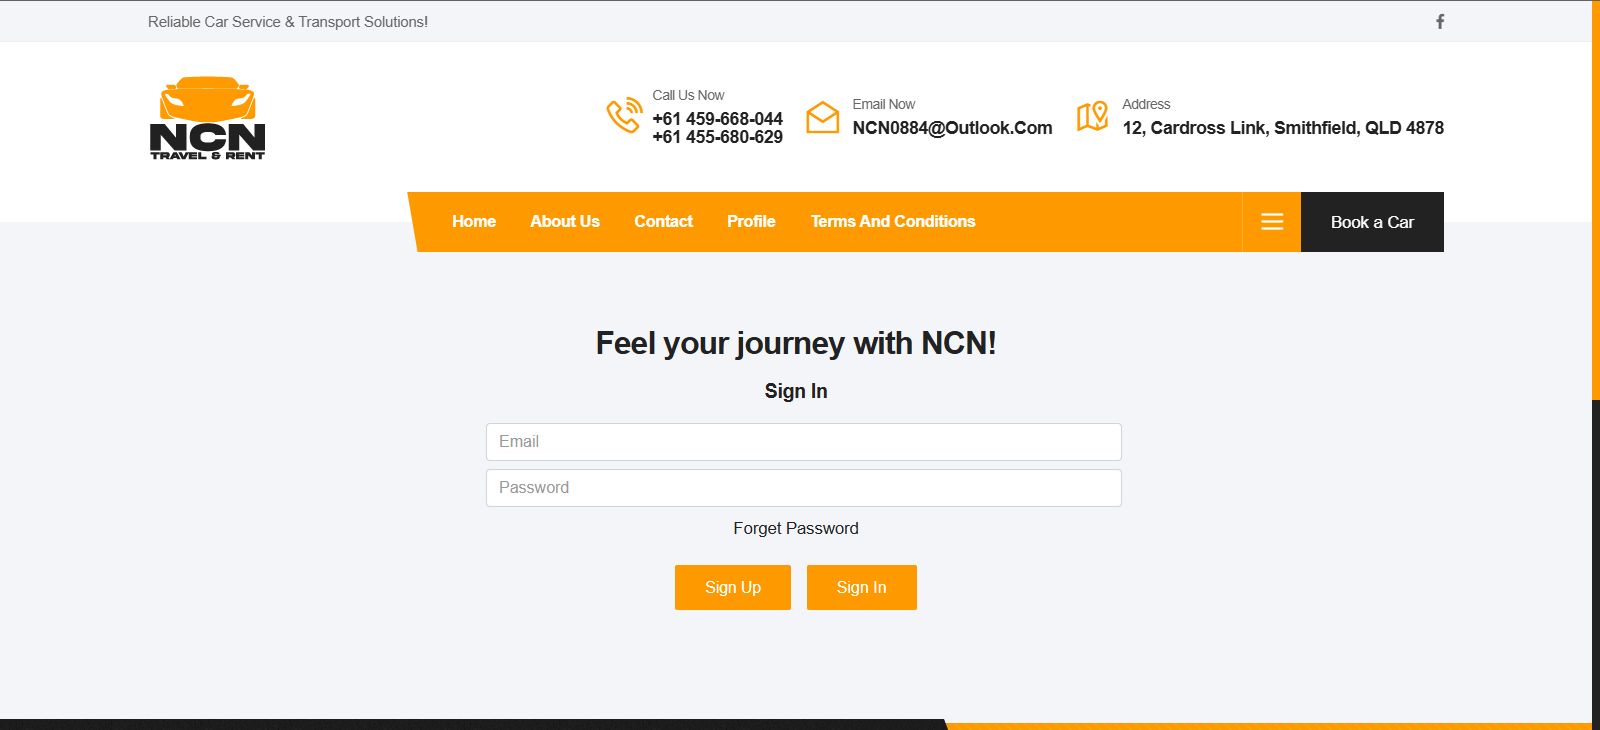 Reliable Car Service & Transport Solutions!
NCN
TRAVEL & RENT
Call Us Now
+61 459-668-044
+61 455-680-629
Email Now
NCN0884@Outlook.Com
Address
12, Cardross Link, Smithfield, QLD 4878
Home
About Us
Contact
Profile
Terms And Conditions
Book a Car
Feel your journey with NCN!
Sign In
Email
Password
Forget Password
Sign Up
Sign In